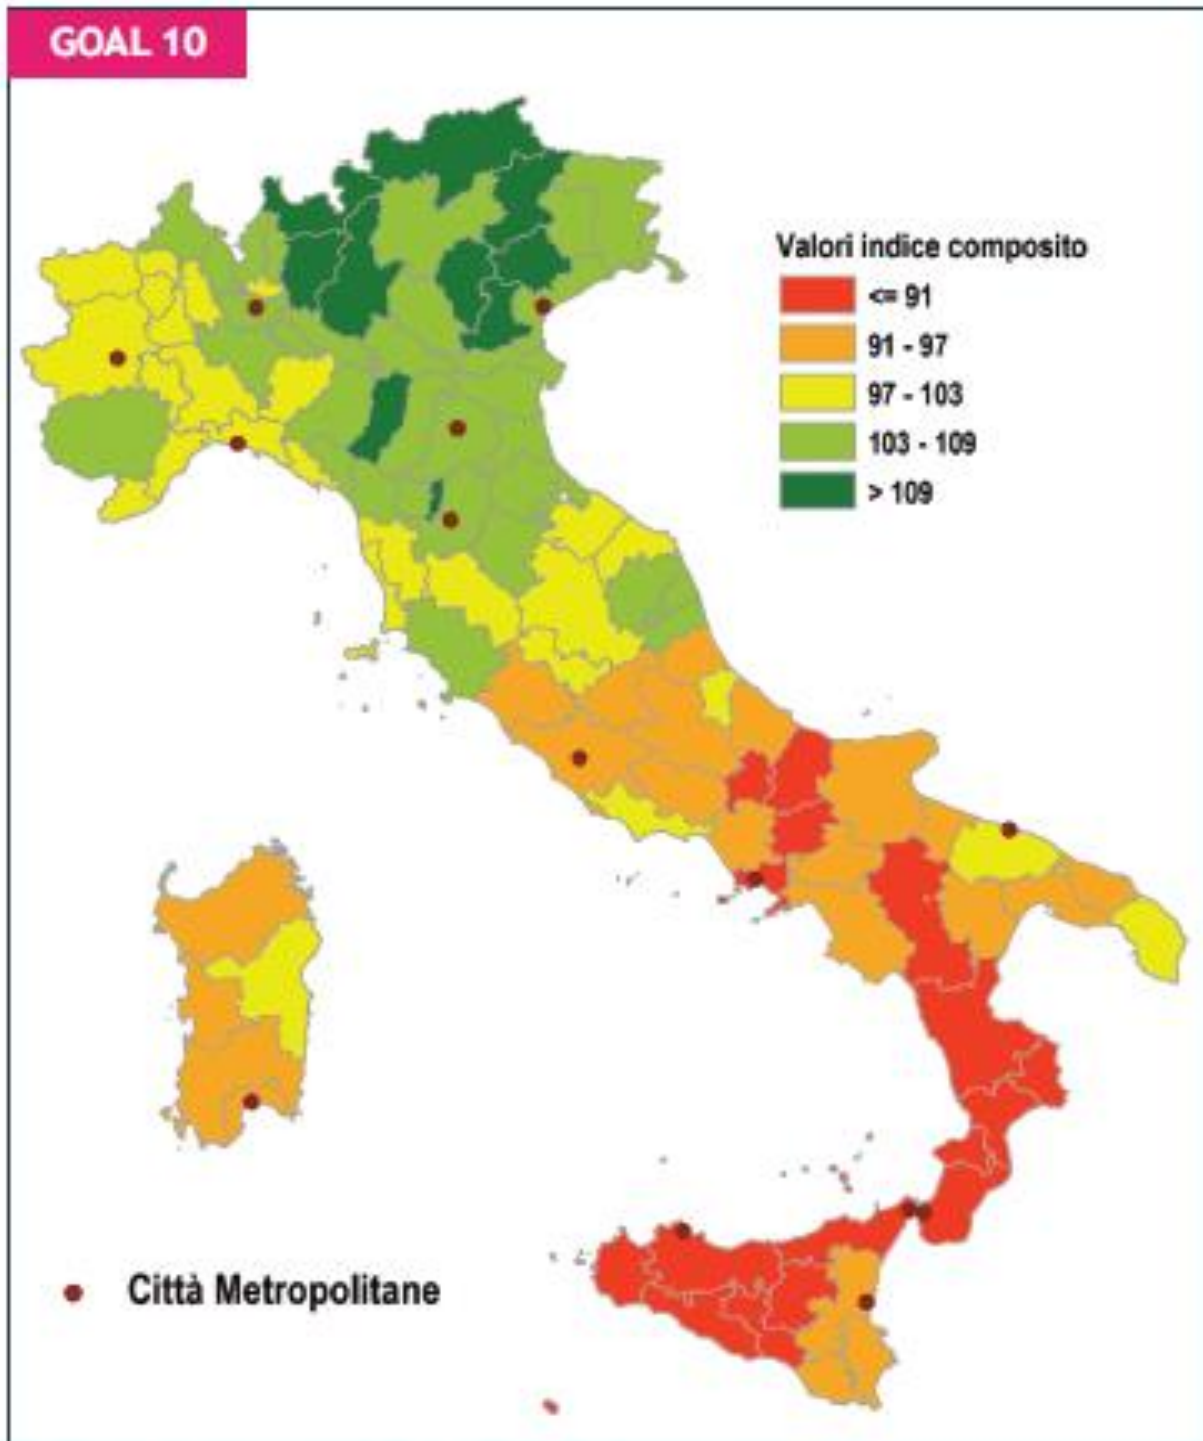 GOAL 10
Valori indice composito
<= 91
91 - 97
97 - 103
103 - 109
> 109
Città Metropolitane